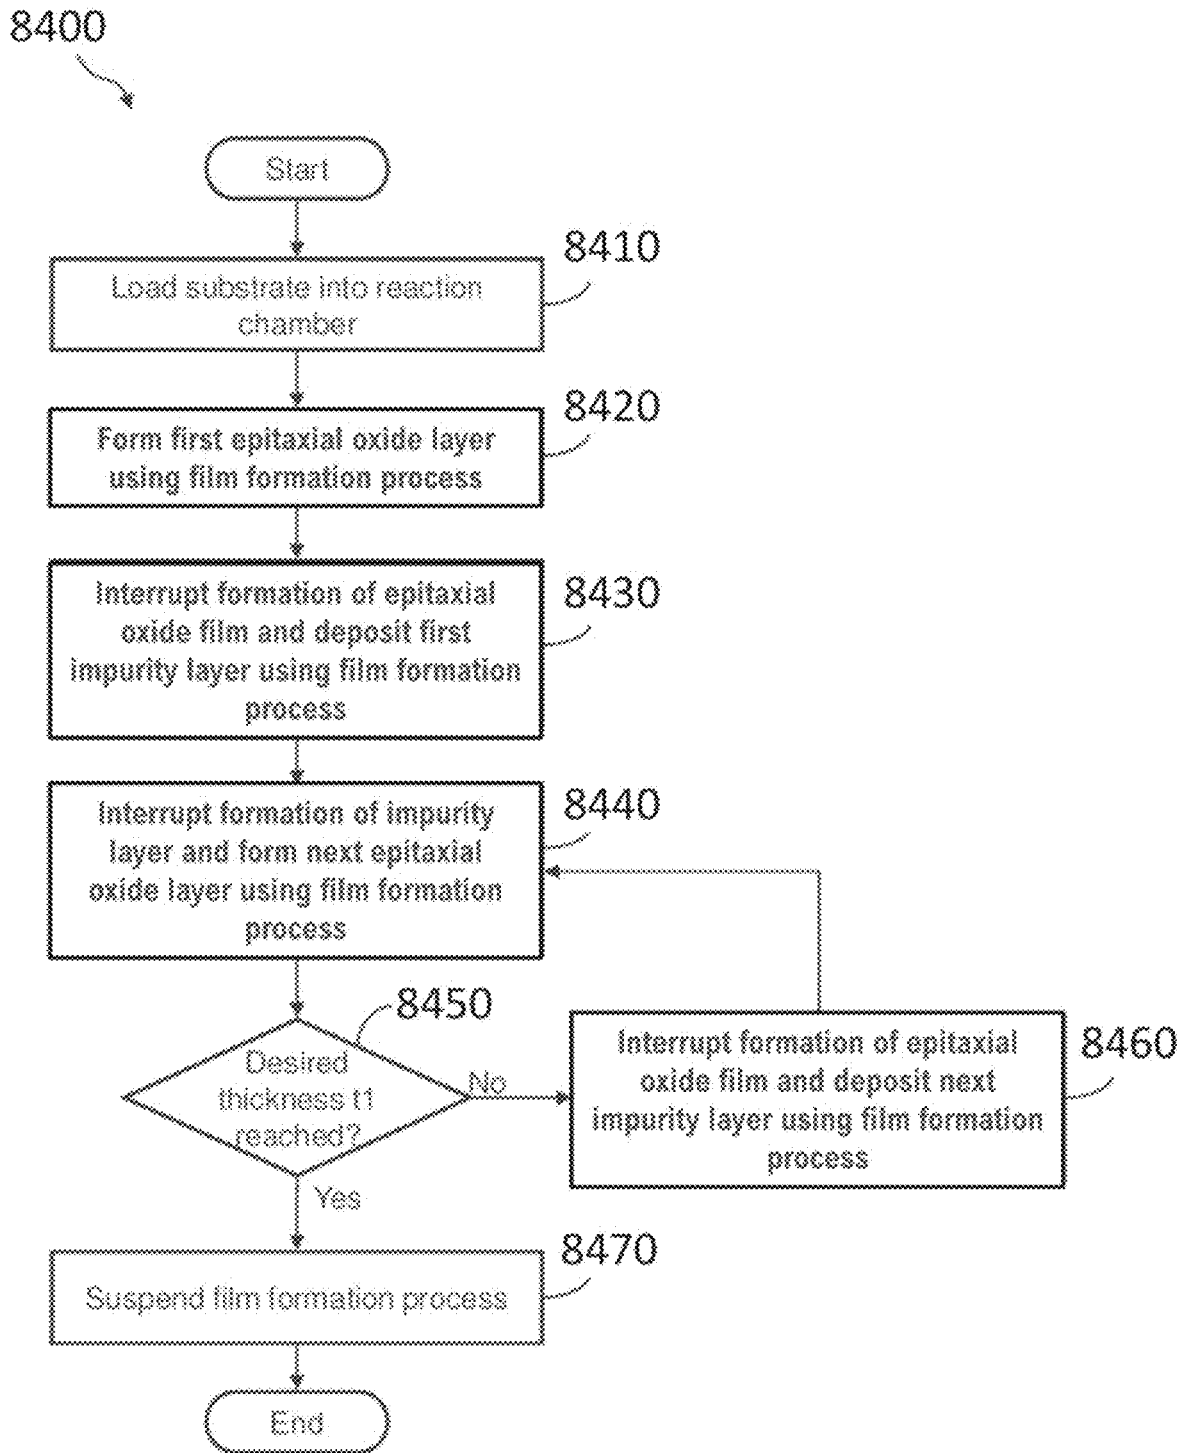 8400
Start
8410
Load substrate into reaction
chamber
8420
Form first epitaxial oxide layer
using film formation process
8430
Interrupt formation of epitaxial
oxide film and deposit first
impurity layer using film formation
process
8440
Interrupt formation of impurity
layer and form next epitaxial
oxide layer using film formation
process
8450
Desired
thickness t1
reached?
No
Yes
8460
Interrupt formation of epitaxial
oxide film and deposit next
impurity layer using film formation
process
8470
Suspend film formation process
End